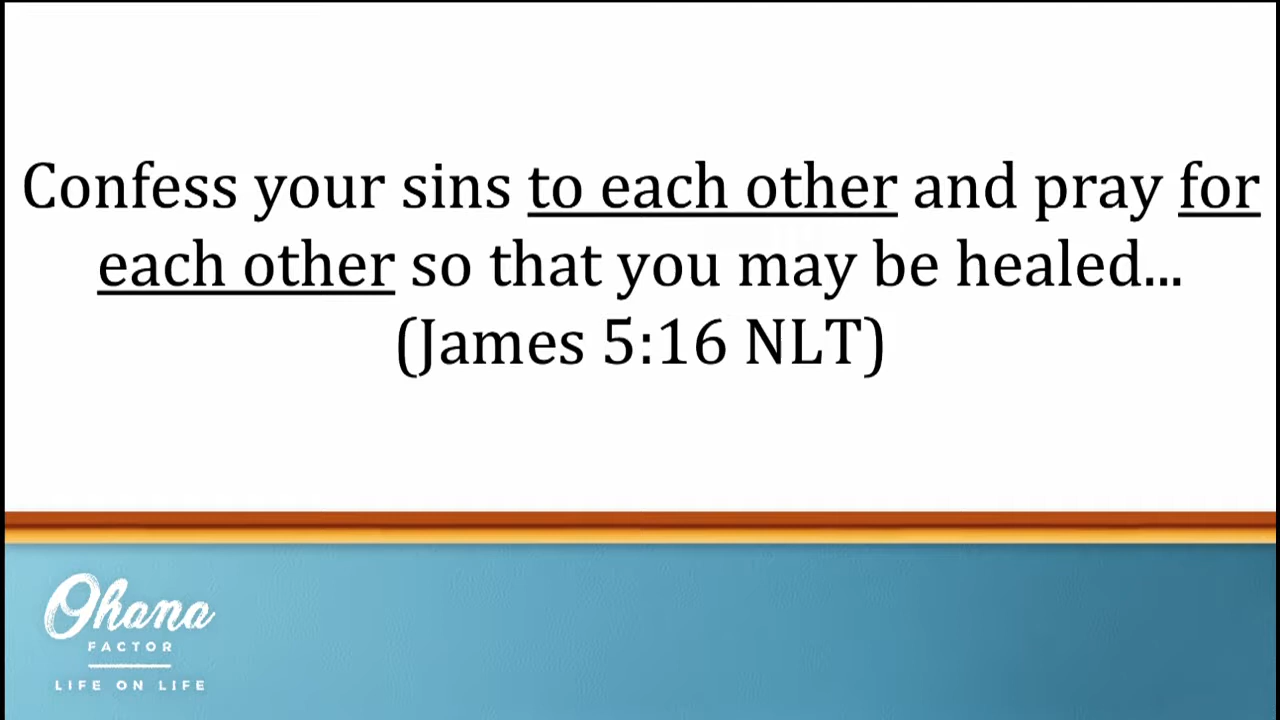 Confess your sins to each other and pray for
each other so that you may be healed...
(James 5:16 NLT)
Ohana
FACTOR
LIFE ON LIFE